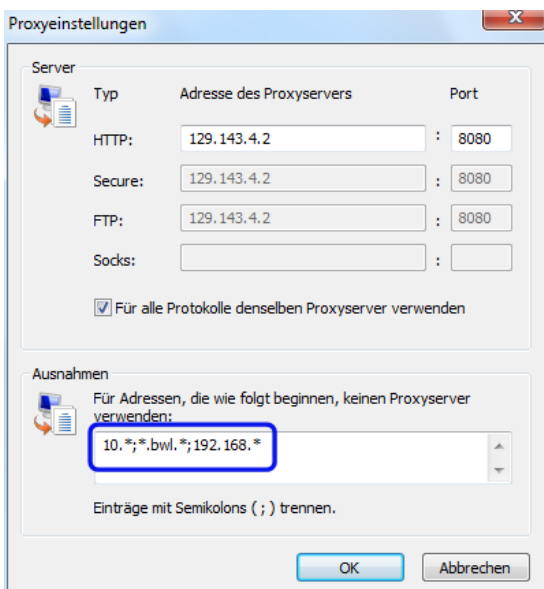 Proxyeinstellungen
Server
Typ Adresse des Proxyservers Port
HTTP: 129.143.4.2 : 8080
Secure: 129.143.4.2 : 8080
FTP: 129.143.4.2 : 8080
Socks: :
Für alle Protokolle denselben Proxyserver verwenden
Ausnahmen
Für Adressen, die wie folgt beginnen, keinen Proxyserver
verwenden:
10.*;*.bwl.*;192.168.*
Einträge mit Semikolons ( ; ) trennen.
OK Abbrechen